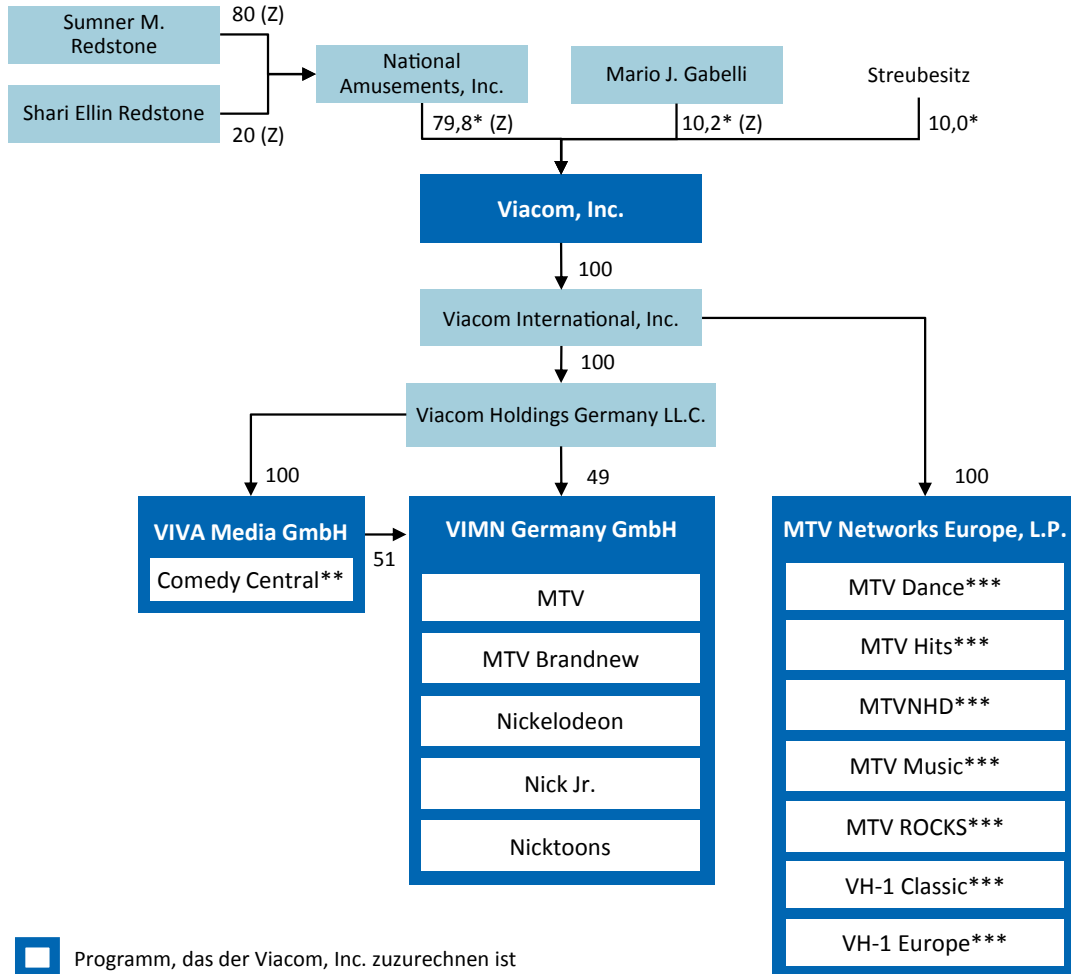 Sumner M.
Redstone
80 (Z)
Shari Ellin Redstone
20 (Z)
National
Amusements, Inc.
79,8* (Z)
Mario J. Gabelli
10,2* (Z)
Streubesitz
10,0*
Viacom, Inc.
100
Viacom International, Inc.
100
Viacom Holdings Germany LL.C.
100
49
100
VIVA Media GmbH
Comedy Central**
51
VIMN Germany GmbH
MTV
MTV Brandnew
Nickelodeon
Nick Jr.
Nicktoons
MTV Networks Europe, L.P.
MTV Dance***
MTV Hits***
MTVNHD***
MTV Music***
MTV ROCKS***
VH-1 Classic***
VH-1 Europe***
Programm, das der Viacom, Inc. zuzurechnen ist